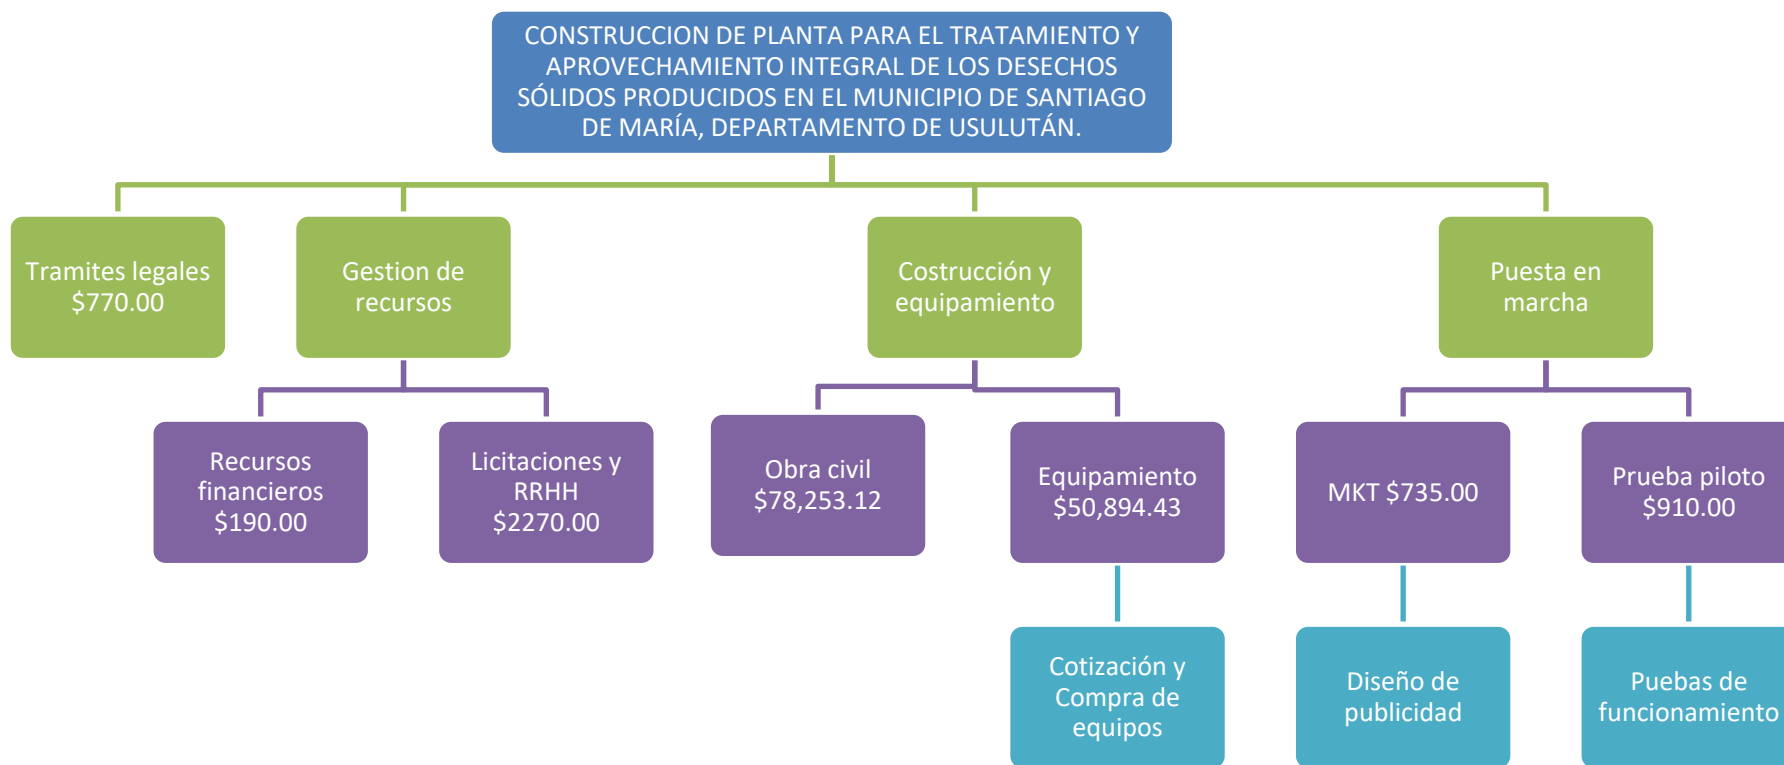 CONSTRUCCION DE PLANTA PARA EL TRATAMIENTO Y
APROVECHAMIENTO INTEGRAL DE LOS DESECHOS
SÓLIDOS PRODUCIDOS EN EL MUNICIPIO DE SANTIAGO
DE MARÍA, DEPARTAMENTO DE USULUTÁN.
Tramites legales
$770.00
Gestion de
recursos
Costrucción y
equipamiento
Puesta en
marcha
Recursos
financieros
$190.00
Licitaciones y
RRHH
$2270.00
Obra civil
$78,253.12
Equipamiento
$50,894.43
MKT $735.00
Prueba piloto
$910.00
Cotización y
Compra de
equipos
Diseño de
publicidad
Puebas de
funcionamiento